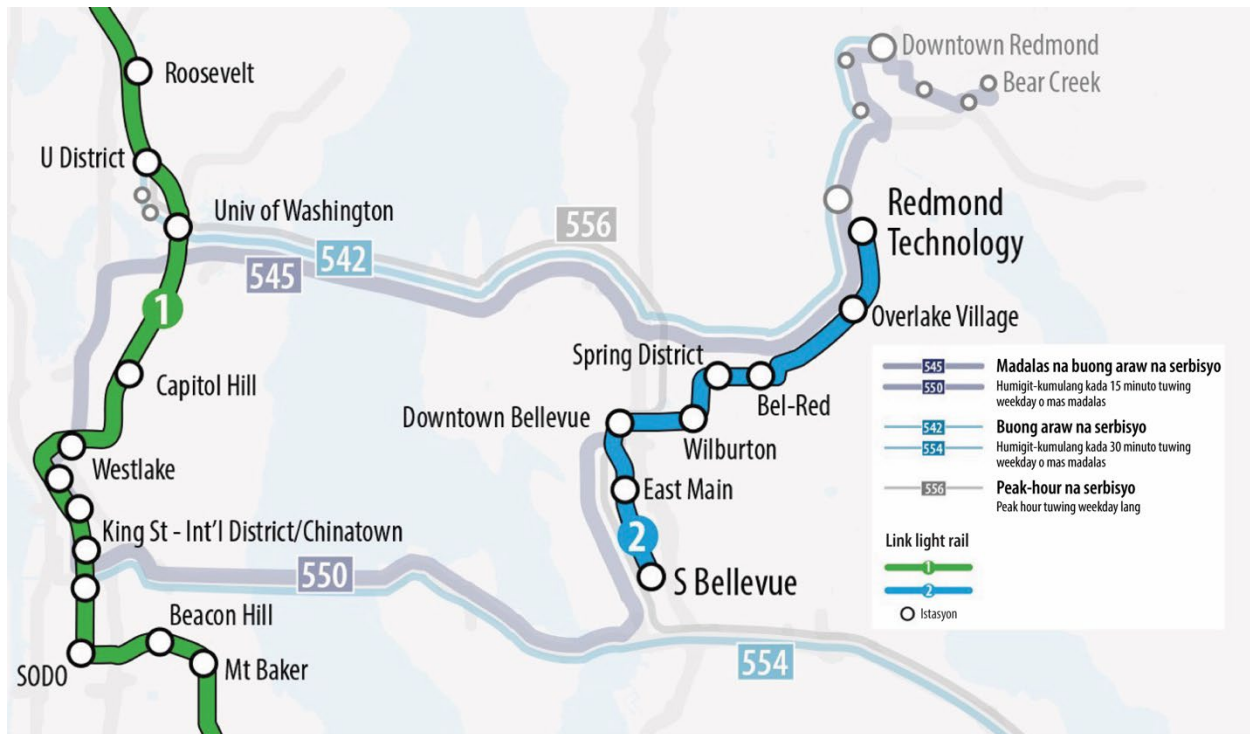 Roosevelt
U District
Univ of Washington
545
542
556
1
Capitol Hill
Westlake
King St - Int'l District/Chinatown
550
Beacon Hill
SODO
Mt Baker
Downtown Redmond
Bear Creek
Redmond
Technology
Overlake Village
Spring District
Bel-Red
Downtown Bellevue
Wilburton
East Main
2
S Bellevue
554
545
550
Madalas na buong araw na serbisyo
Humigit-kumulang kada 15 minuto tuwing
weekday o mas madalas
542
554
Buong araw na serbisyo
Humigit-kumulang kada 30 minuto tuwing
weekday o mas madalas
556
Peak-hour na serbisyo
Peak hour tuwing weekday lang
Link light rail
1
2
Istasyon